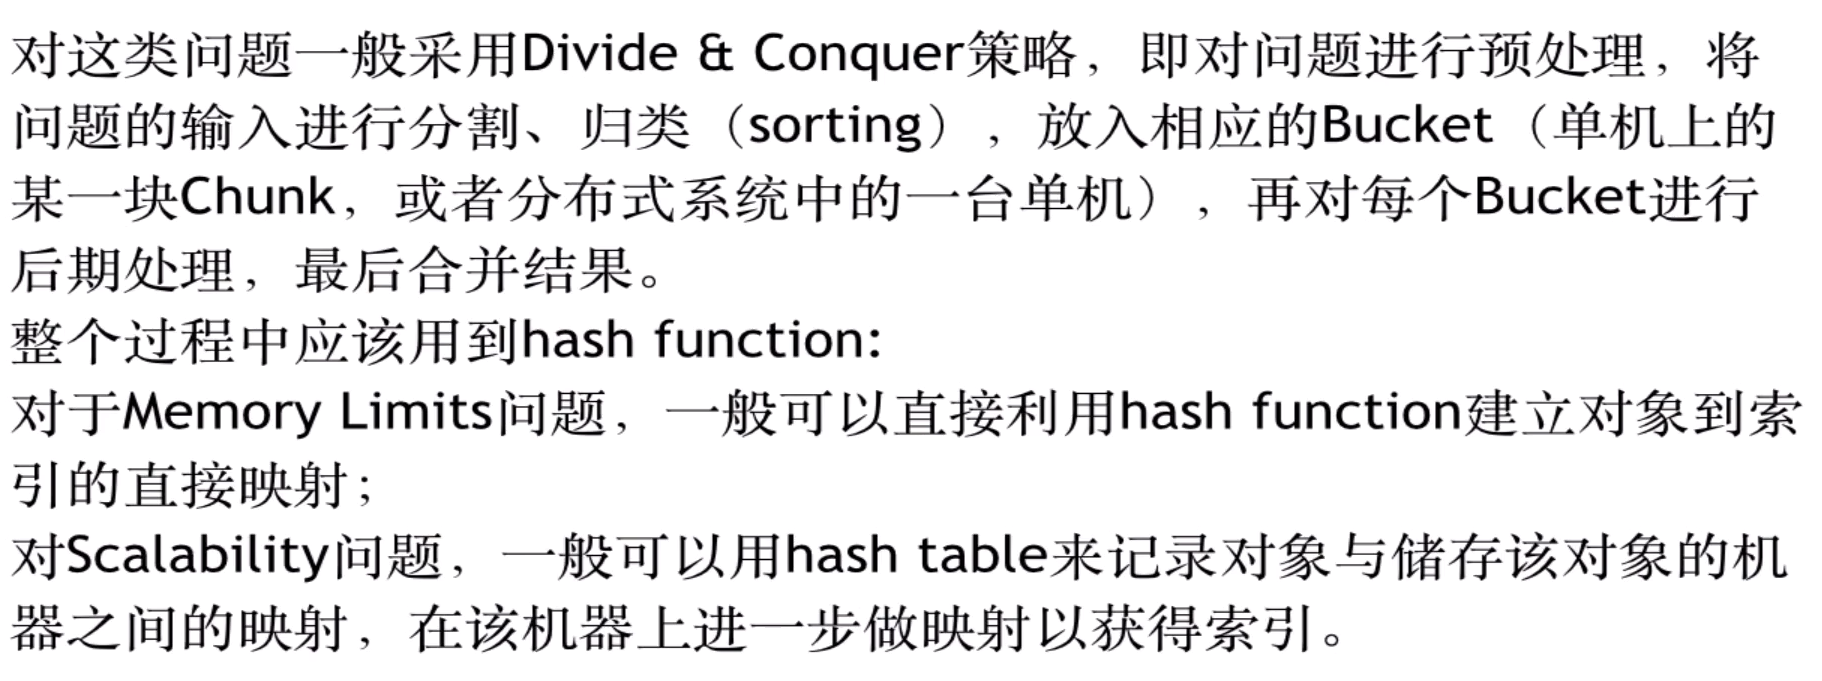 对这类问题一般采用Divide & Conquer策略，即对问题进行预处理，将
问题的输入进行分割、归类（sorting），放入相应的Bucket（单机上的
某一块Chunk，或者分布式系统中的一台单机），再对每个Bucket进行
后期处理，最后合并结果。
整个过程中应该用到hash function:
对于Memory Limits问题，一般可以直接利用hash function建立对象到索
引的直接映射；
对Scalability问题，一般可以用hash table来记录对象与储存该对象的机
器之间的映射，在该机器上进一步做映射以获得索引。